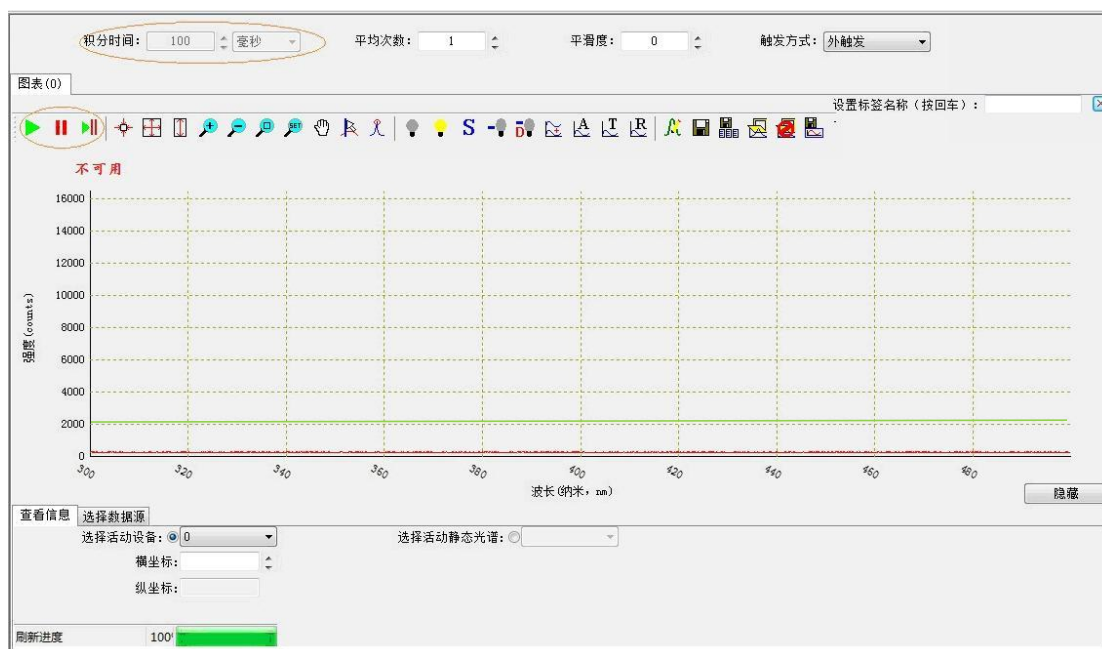 积分时间: 100 毫秒 平均次数: 1 平滑度: 0 触发方式: 外触发
图表(0)
设置标签名称(按回车):
SET S D A T R
不可用
16000
14000
12000
10000
8000
6000
4000
2000
0
强度(counts)
300 320 340 360 380 400 420 440 460 480
波长(纳米, nm)
隐藏
查看信息 选择数据源
选择活动设备: 0 选择活动静态光谱:
横坐标:
纵坐标:
刷新进度 100